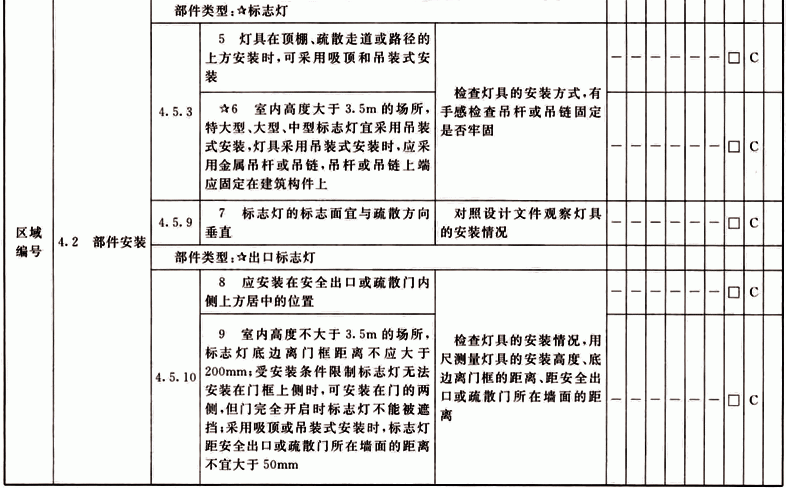 部件类型:☆标志灯
区域
编号
4.2 部件安装
4.5.3
5 灯具在顶棚、疏散走道或路径的
上方安装时,可采用吸顶和吊装式安
装
— — — — — — □ C
☆6 室内高度大于 3.5m 的场所,
特大型、大型、中型标志灯宜采用吊装
式安装,灯具采用吊装式安装时,应采
用金属吊杆或吊链,吊杆或吊链上端
应固定在建筑构件上
检查灯具的安装方式,有
手感检查吊杆或吊链固定
是否牢固
— — — — — — □ C
4.5.9
7 标志灯的标志面宜与疏散方向
垂直
对照设计文件观察灯具
的安装情况
— — — — — — □ C
部件类型:☆出口标志灯
4.5.10
8 应安装在安全出口或疏散门内
侧上方居中的位置
— — — — — — □ C
9 室内高度不大于 3.5m 的场所,
标志灯底边离门框距离不应大于
200mm;受安装条件限制标志灯无法
安装在门框上侧时,可安装在门的两
侧,但门完全开启时标志灯不能被遮
挡;采用吸顶或吊装式安装时,标志灯
距安全出口或疏散门所在墙面的距离
不宜大于 50mm
检查灯具的安装情况,用
尺测量灯具的安装高度、底
边离门框的距离、距安全出
口或疏散门所在墙面的距
离
— — — — — — □ C